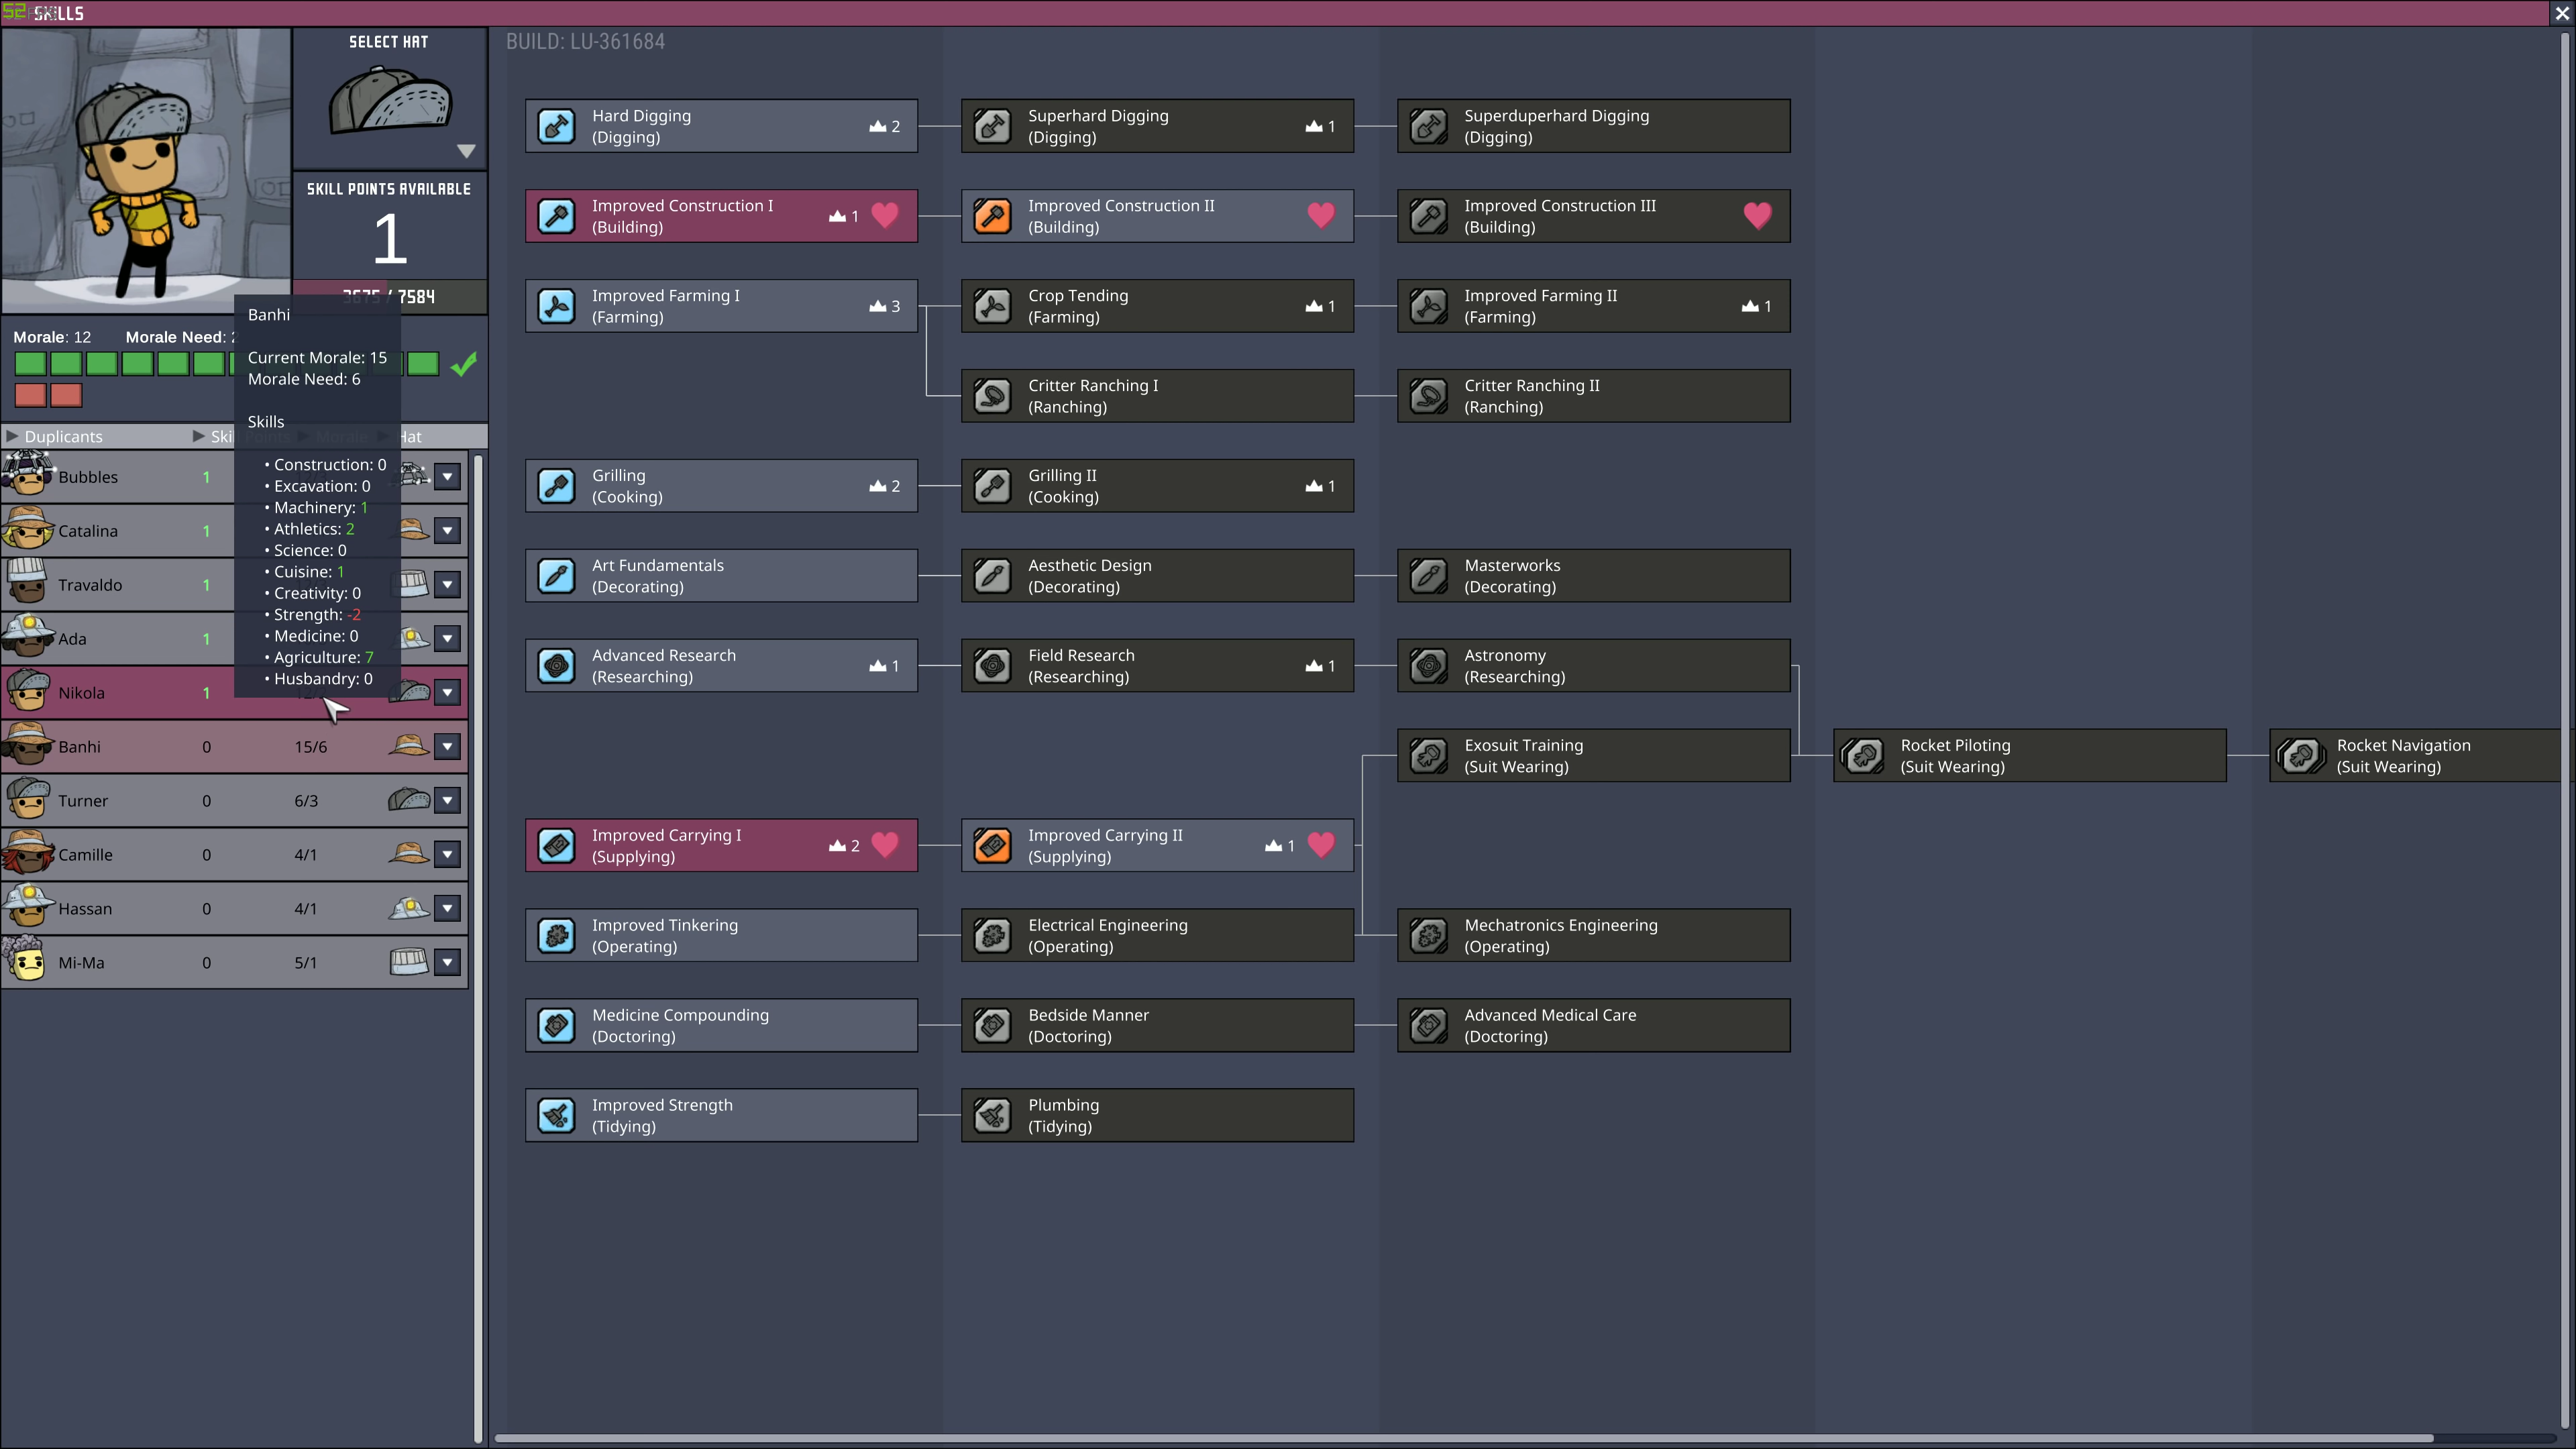 SKILLS
52
SELECT HAT
SKILL POINTS AVAILABLE
1
3675 / 7584
Morale: 12 Morale Need: 2
Banhi
Current Morale: 15
Morale Need: 6
Skills
• Construction: 0
• Excavation: 0
• Machinery: 1
• Athletics: 2
• Science: 0
• Cuisine: 1
• Creativity: 0
• Strength: -2
• Medicine: 0
• Agriculture: 7
• Husbandry: 0
Duplicants Skill Points Morale Hat
Bubbles 1
Catalina 1
Travaldo 1
Ada 1
Nikola 1
Banhi 0 15/6
Turner 0 6/3
Camille 0 4/1
Hassan 0 4/1
Mi-Ma 0 5/1
BUILD: LU-361684
Hard Digging
(Digging)
2
Superhard Digging
(Digging)
1
Superduperhard Digging
(Digging)
Improved Construction I
(Building)
1
Improved Construction II
(Building)
Improved Construction III
(Building)
Improved Farming I
(Farming)
3
Crop Tending
(Farming)
1
Improved Farming II
(Farming)
1
Critter Ranching I
(Ranching)
Critter Ranching II
(Ranching)
Grilling
(Cooking)
2
Grilling II
(Cooking)
1
Art Fundamentals
(Decorating)
Aesthetic Design
(Decorating)
Masterworks
(Decorating)
Advanced Research
(Researching)
1
Field Research
(Researching)
1
Astronomy
(Researching)
Exosuit Training
(Suit Wearing)
Rocket Piloting
(Suit Wearing)
Rocket Navigation
(Suit Wearing)
Improved Carrying I
(Supplying)
2
Improved Carrying II
(Supplying)
1
Improved Tinkering
(Operating)
Electrical Engineering
(Operating)
Mechatronics Engineering
(Operating)
Medicine Compounding
(Doctoring)
Bedside Manner
(Doctoring)
Advanced Medical Care
(Doctoring)
Improved Strength
(Tidying)
Plumbing
(Tidying)